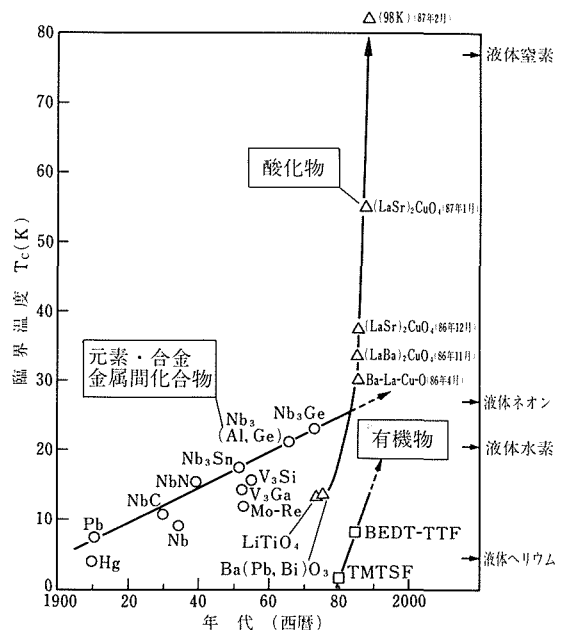 △(98K)(87年2月)
80
液体窒素
70
酸化物
60
(LaSr)₂CuO₄(87年1月)
50
臨界温度 Tc(K)
40
(LaSr)₂CuO₄(86年12月)
元素・合金
金属間化合物
(LaBa)₂CuO₄(86年11月)
30
Ba-La-Cu-O(86年4月)
液体ネオン
Nb₃Ge
Nb₃
(Al, Ge)
有機物
20
液体水素
Nb₃Sn
NbN
V₃Si
V₃Ga
NbC
Mo-Re
10
Pb
Nb
LiTiO₄
BEDT-TTF
Hg
Ba(Pb, Bi)O₃
液体ヘリウム
TMTSF
0
1900 20 40 60 80 2000
年代(西暦)